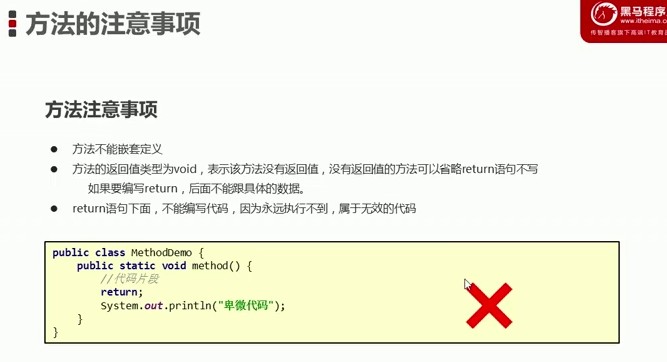 方法的注意事项
黑马程序
www.itheima.co
传智播客旗下高端IT教育品
方法注意事项
● 方法不能嵌套定义
● 方法的返回值类型为void，表示该方法没有返回值，没有返回值的方法可以省略return语句不写
如果要编写return，后面不能跟具体的数据。
● return语句下面，不能编写代码，因为永远执行不到，属于无效的代码
public class MethodDemo {
public static void method() {
//代码片段
return;
System.out.println("卑微代码");
}
}